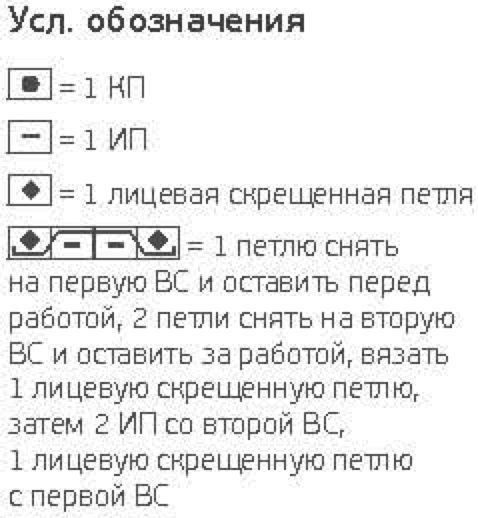 Усл. обозначения
= 1 КП
= 1 ИП
= 1 лицевая скрещенная петля
= 1 петлю снять
на первую ВС и оставить перед
работой, 2 петли снять на вторую
ВС и оставить за работой, вязать
1 лицевую скрещенную петлю,
затем 2 ИП со второй ВС,
1 лицевую скрещенную петлю
с первой ВС